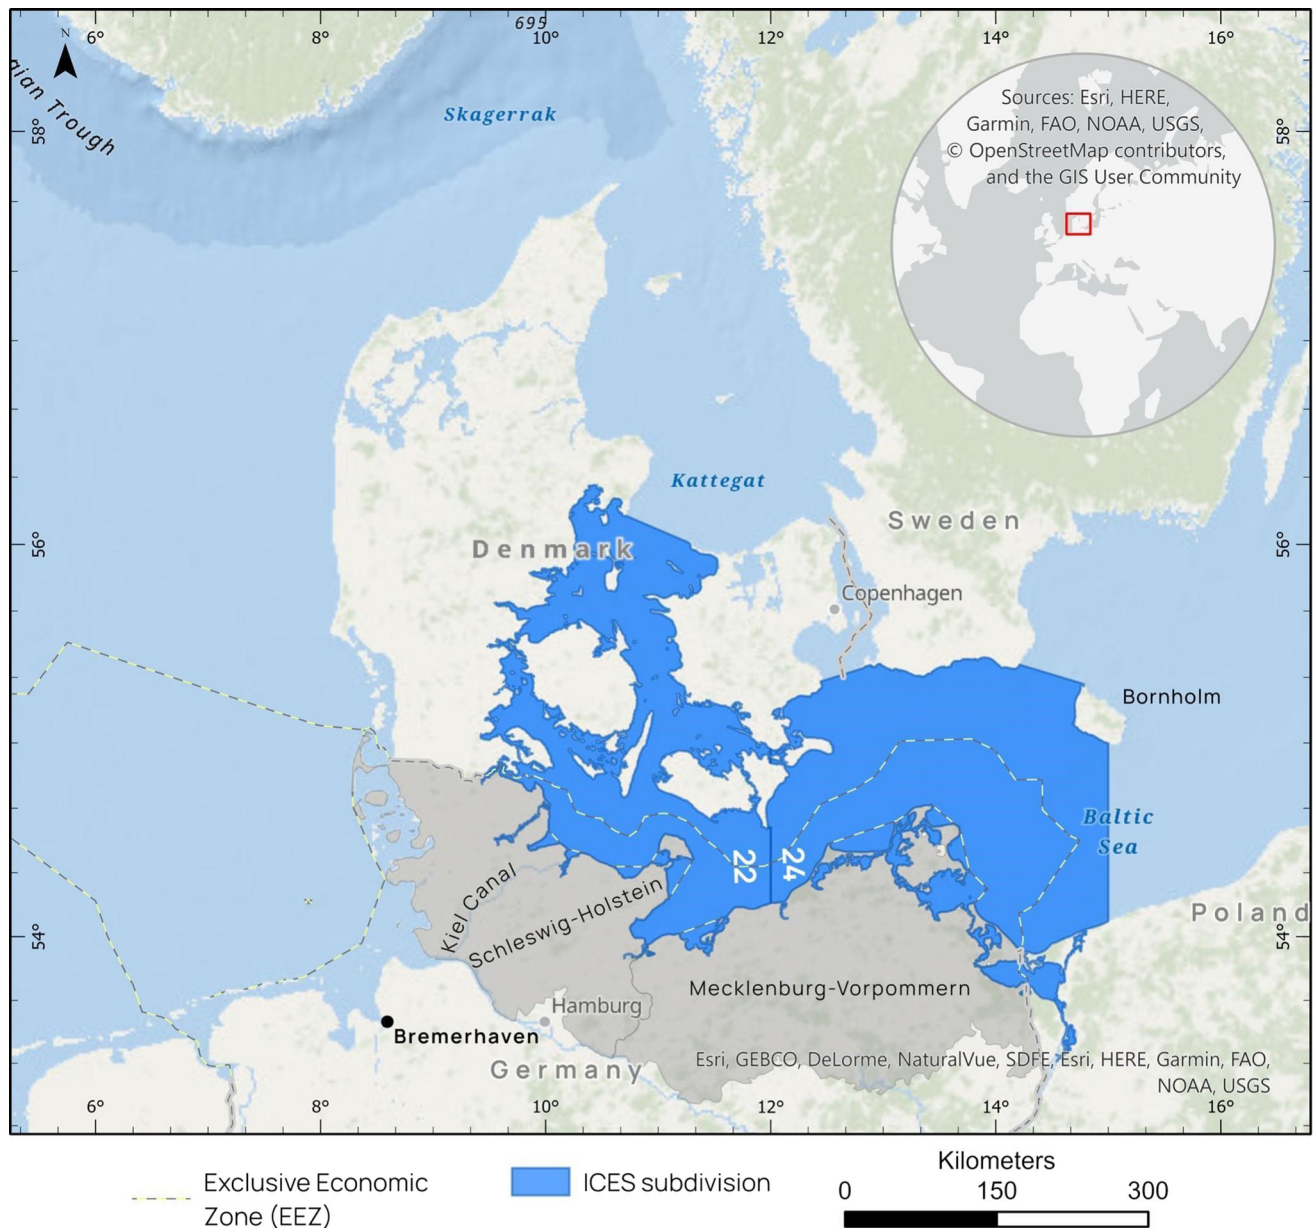 695
6°
8°
10°
12°
14°
16°
N
gian Trough
Skagerrak
58°
58°
Sources: Esri, HERE,
Garmin, FAO, NOAA, USGS,
© OpenStreetMap contributors,
and the GIS User Community
Kattegat
Sweden
Denmark
56°
56°
Copenhagen
Bornholm
Baltic
Sea
22
24
Kiel Canal
Schleswig-Holstein
Poland
54°
54°
Mecklenburg-Vorpommern
Hamburg
Bremerhaven
Germany
Esri, GEBCO, DeLorme, NaturalVue, SDFE, Esri, HERE, Garmin, FAO,
NOAA, USGS
6°
8°
10°
12°
14°
16°
Exclusive Economic
Zone (EEZ)
ICES subdivision
Kilometers
0
150
300